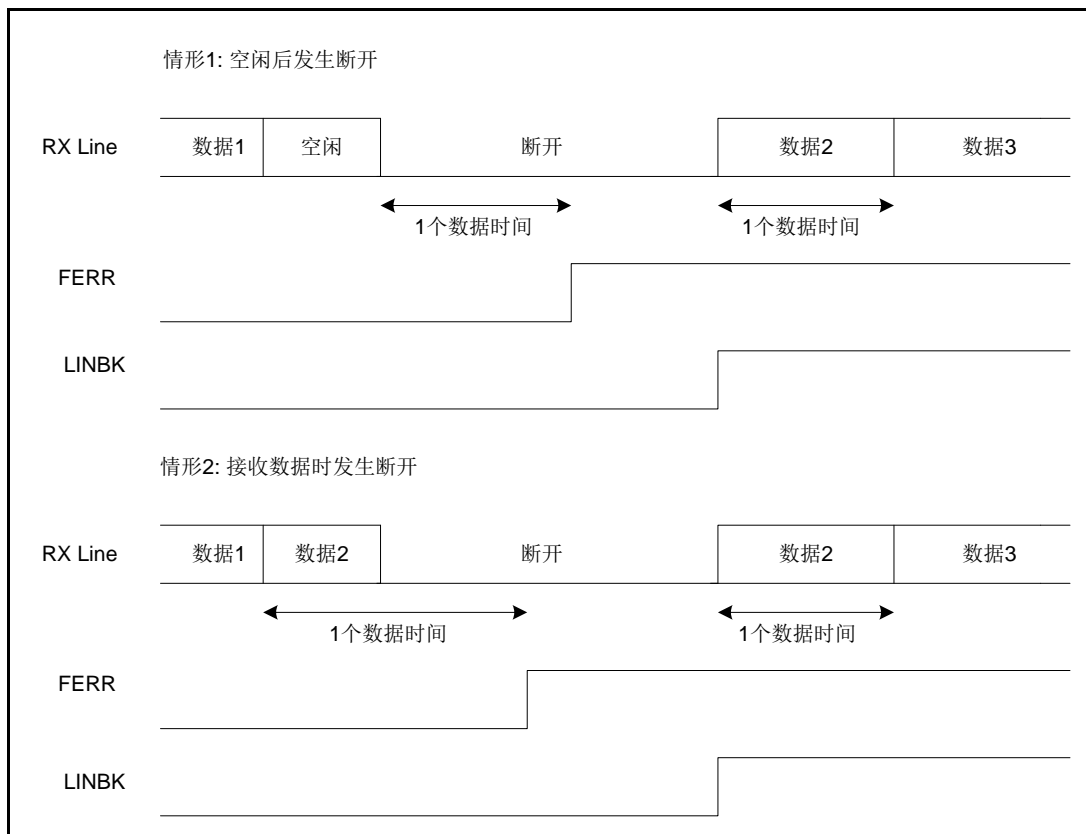 情形1: 空闲后发生断开
RX Line 数据1 空闲 断开 数据2 数据3
1个数据时间 1个数据时间
FERR
LINBK
情形2: 接收数据时发生断开
RX Line 数据1 数据2 断开 数据2 数据3
1个数据时间 1个数据时间
FERR
LINBK